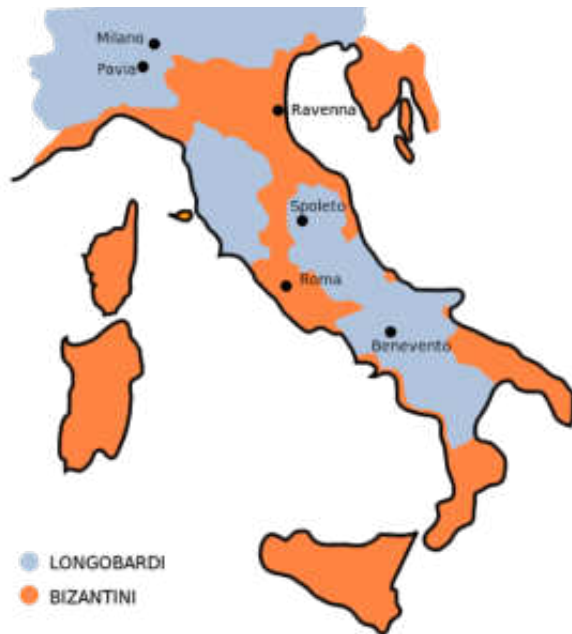 Milano
Pavia
Ravenna
Spoleto
Roma
Benevento
LONGOBARDI
BIZANTINI